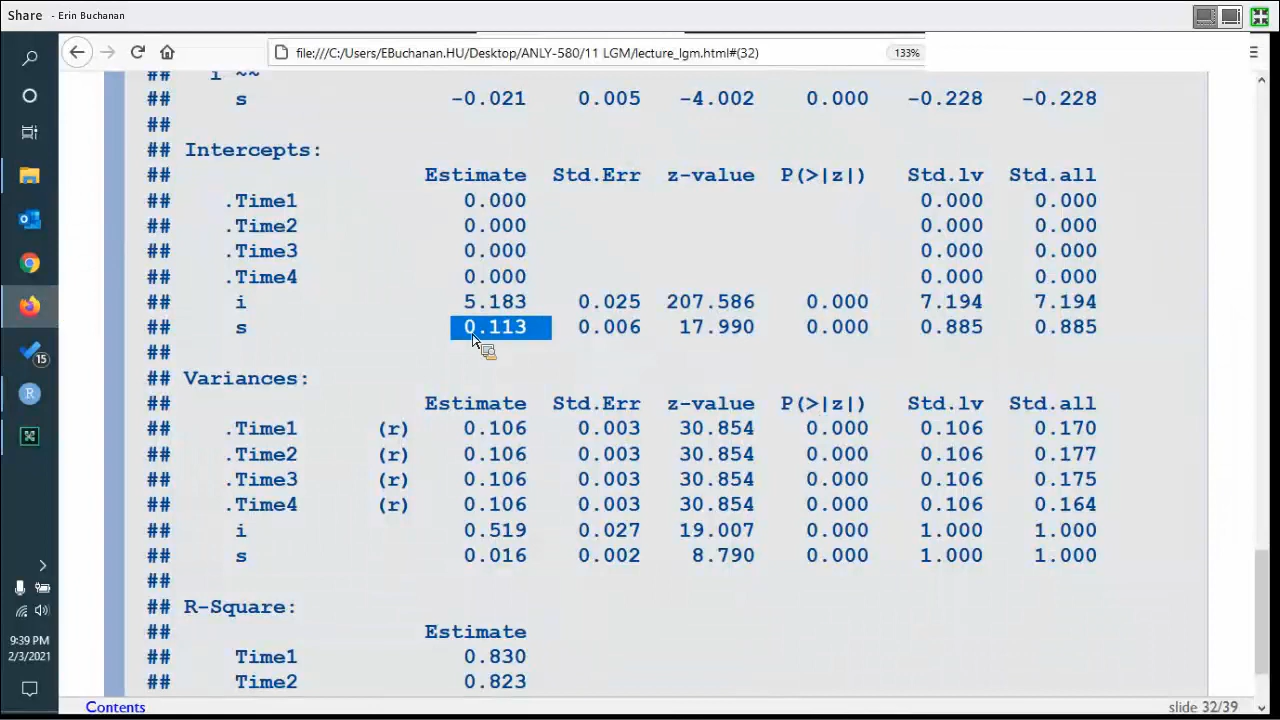 Share - Erin Buchanan
file:///C:/Users/EBuchanan.HU/Desktop/ANLY-580/11 LGM/lecture_lgm.html#(32) 133%
## i ~~
## s -0.021 0.005 -4.002 0.000 -0.228 -0.228
##
## Intercepts:
## Estimate Std.Err z-value P(>|z|) Std.lv Std.all
## .Time1 0.000 0.000 0.000
## .Time2 0.000 0.000 0.000
## .Time3 0.000 0.000 0.000
## .Time4 0.000 0.000 0.000
## i 5.183 0.025 207.586 0.000 7.194 7.194
## s 0.113 0.006 17.990 0.000 0.885 0.885
##
## Variances:
## Estimate Std.Err z-value P(>|z|) Std.lv Std.all
## .Time1 (r) 0.106 0.003 30.854 0.000 0.106 0.170
## .Time2 (r) 0.106 0.003 30.854 0.000 0.106 0.177
## .Time3 (r) 0.106 0.003 30.854 0.000 0.106 0.175
## .Time4 (r) 0.106 0.003 30.854 0.000 0.106 0.164
## i 0.519 0.027 19.007 0.000 1.000 1.000
## s 0.016 0.002 8.790 0.000 1.000 1.000
##
## R-Square:
## Estimate
## Time1 0.830
## Time2 0.823
15
R
9:39 PM
2/3/2021
Contents
slide 32/39